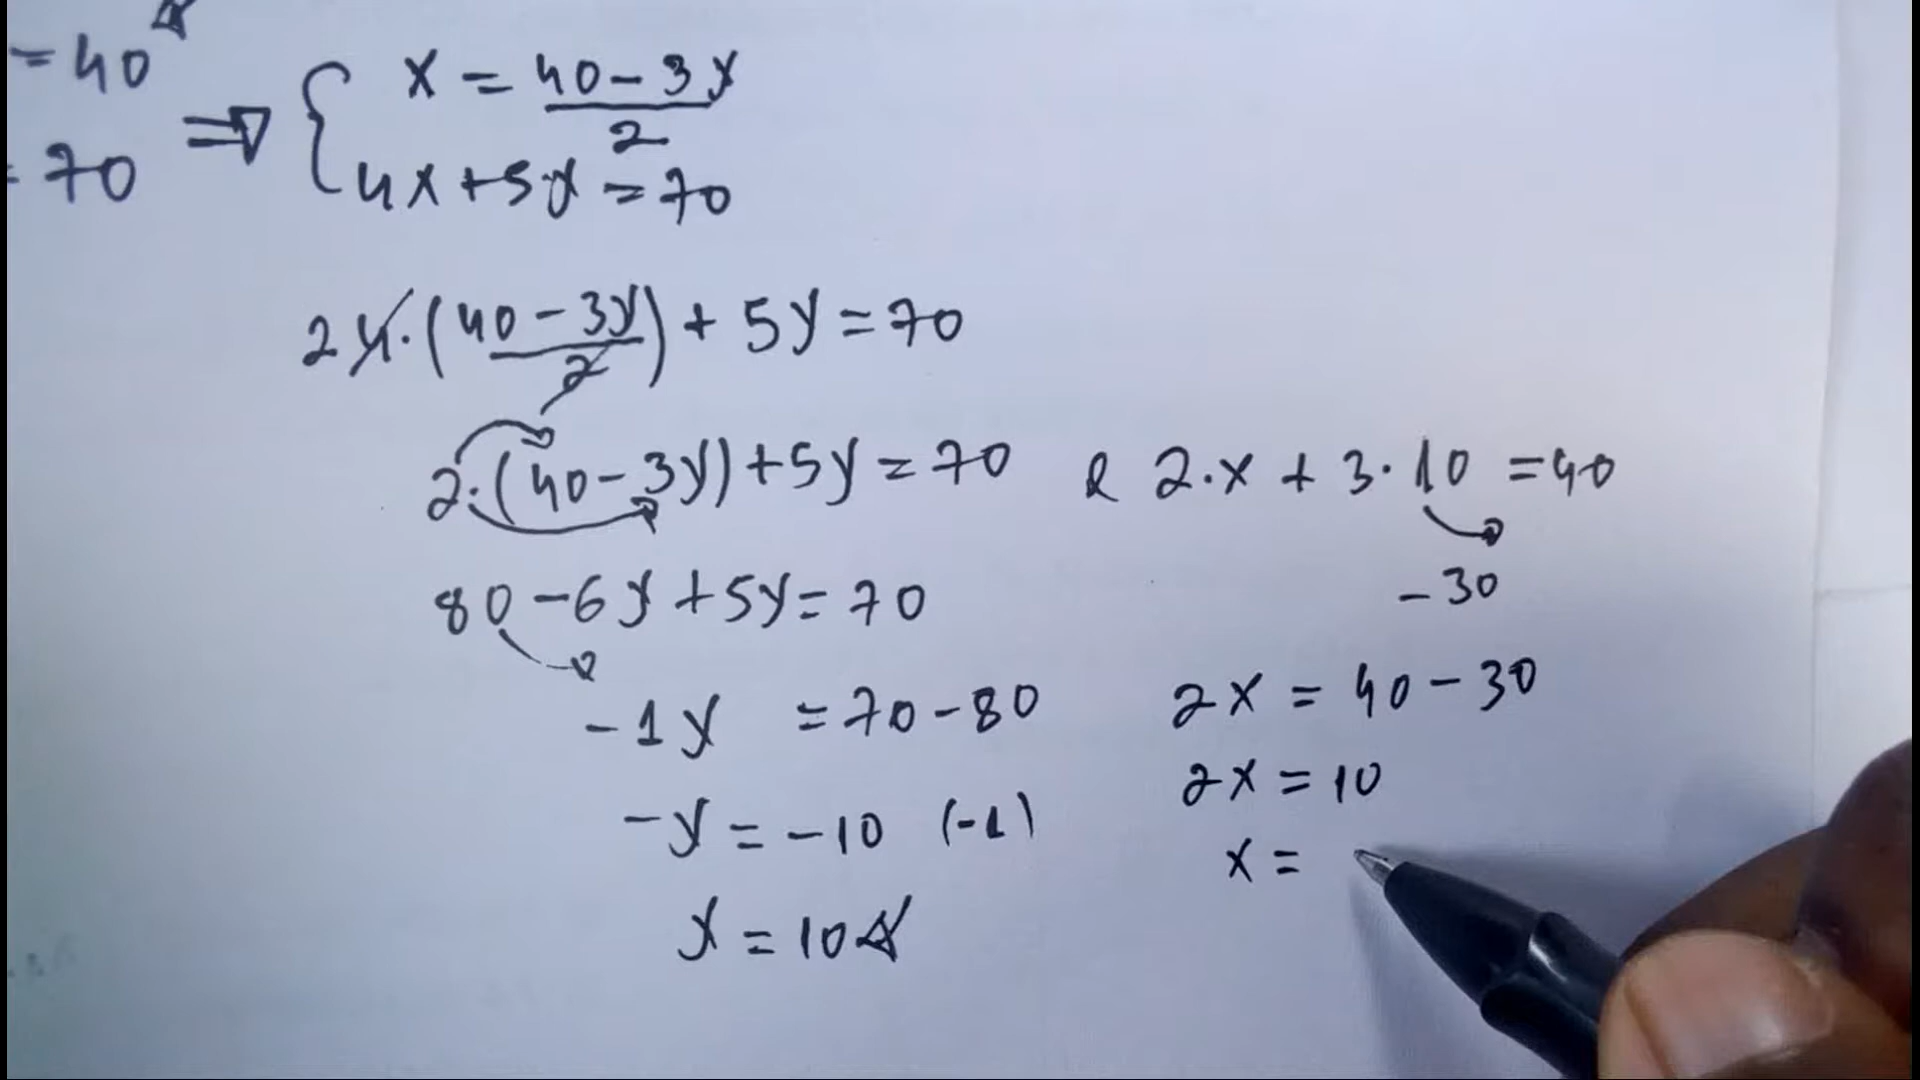 = 40
= 70 ⇒ { x = (40 - 3y)/2
4x + 5y = 70
2 4 · ((40 - 3y)/2) + 5y = 70
2 · (40 - 3y) + 5y = 70
80 - 6y + 5y = 70
- 1y = 70 - 80
- y = - 10 (-1)
y = 10
2 · x + 3 · 10 = 40
- 30
2x = 40 - 30
2x = 10
x =